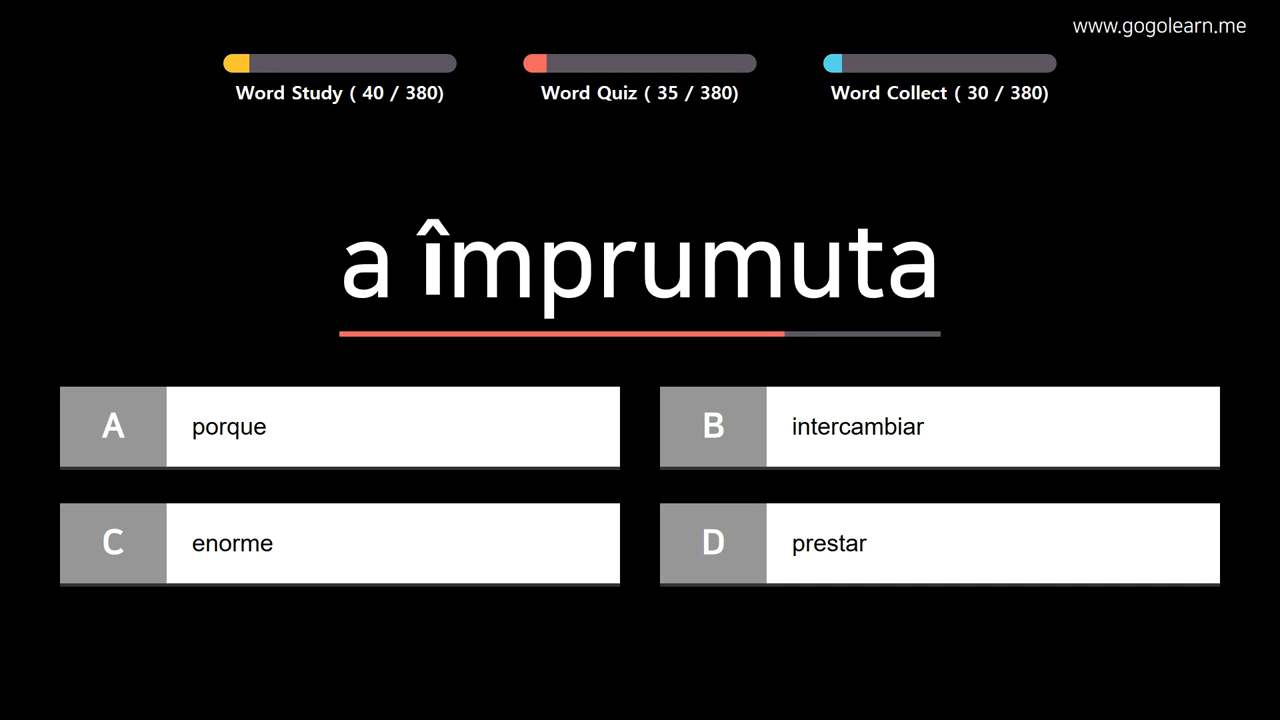 www.gogolearn.me
Word Study ( 40 / 380)
Word Quiz ( 35 / 380)
Word Collect ( 30 / 380)
a împrumuta
A porque
B intercambiar
C enorme
D prestar